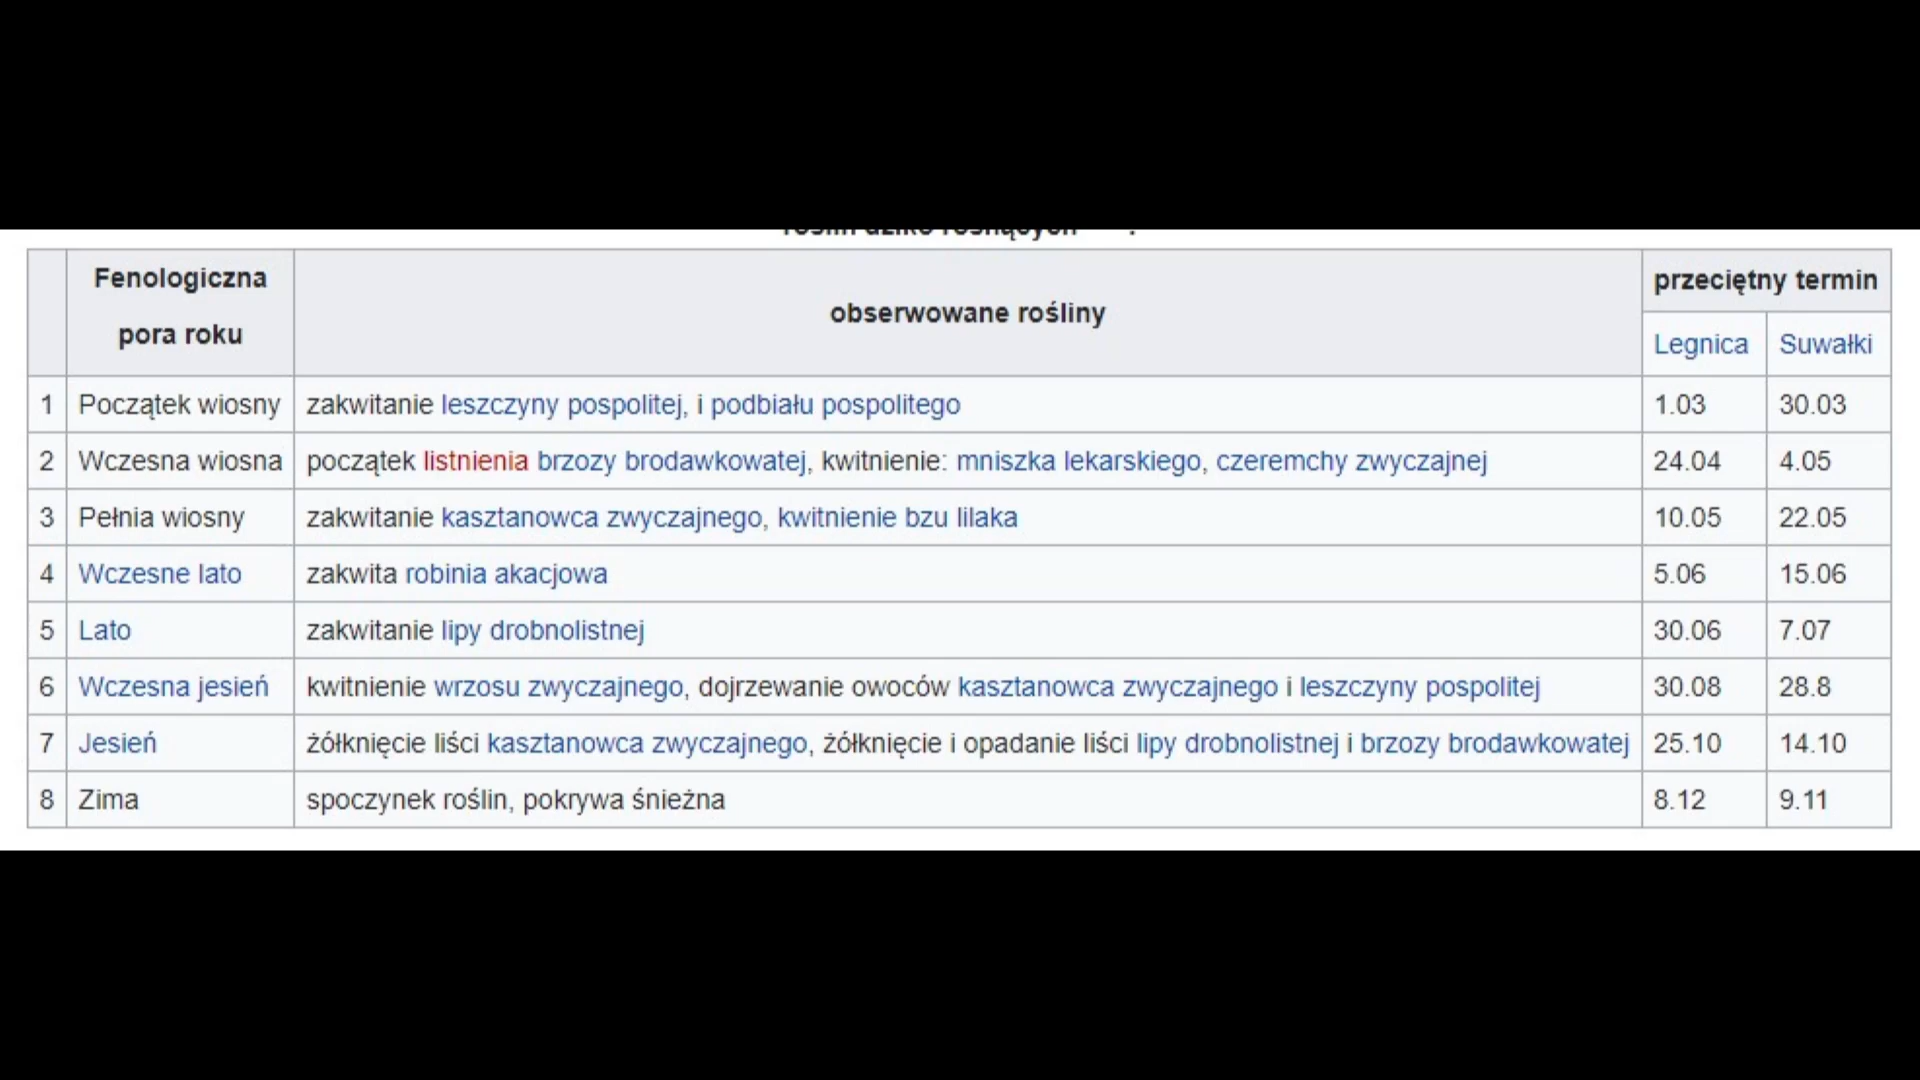 roślin dziko rosnących
Fenologiczna pora roku obserwowane rośliny przeciętny termin
Legnica Suwałki
1 Początek wiosny zakwitanie leszczyny pospolitej, i podbiału pospolitego 1.03 30.03
2 Wczesna wiosna początek listnienia brzozy brodawkowatej, kwitnienie: mniszka lekarskiego, czeremchy zwyczajnej 24.04 4.05
3 Pełnia wiosny zakwitanie kasztanowca zwyczajnego, kwitnienie bzu lilaka 10.05 22.05
4 Wczesne lato zakwita robinia akacjowa 5.06 15.06
5 Lato zakwitanie lipy drobnolistnej 30.06 7.07
6 Wczesna jesień kwitnienie wrzosu zwyczajnego, dojrzewanie owoców kasztanowca zwyczajnego i leszczyny pospolitej 30.08 28.8
7 Jesień żółknięcie liści kasztanowca zwyczajnego, żółknięcie i opadanie liści lipy drobnolistnej i brzozy brodawkowatej 25.10 14.10
8 Zima spoczynek roślin, pokrywa śnieżna 8.12 9.11